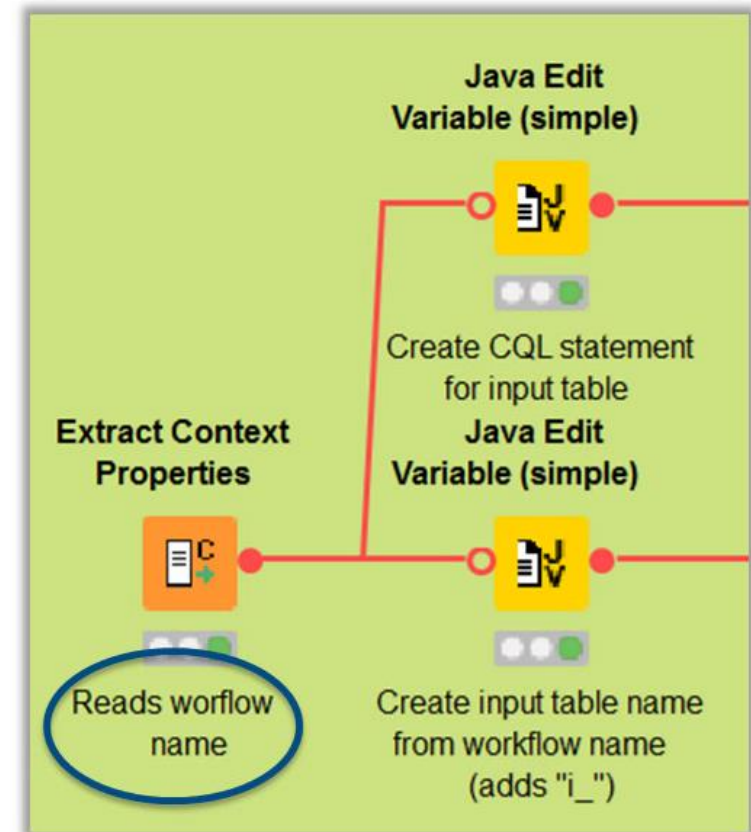 Java Edit
Variable (simple)
J
V
Create CQL statement
for input table
Extract Context
Properties
C
Reads worflow
name
Java Edit
Variable (simple)
J
V
Create input table name
from workflow name
(adds "i_")